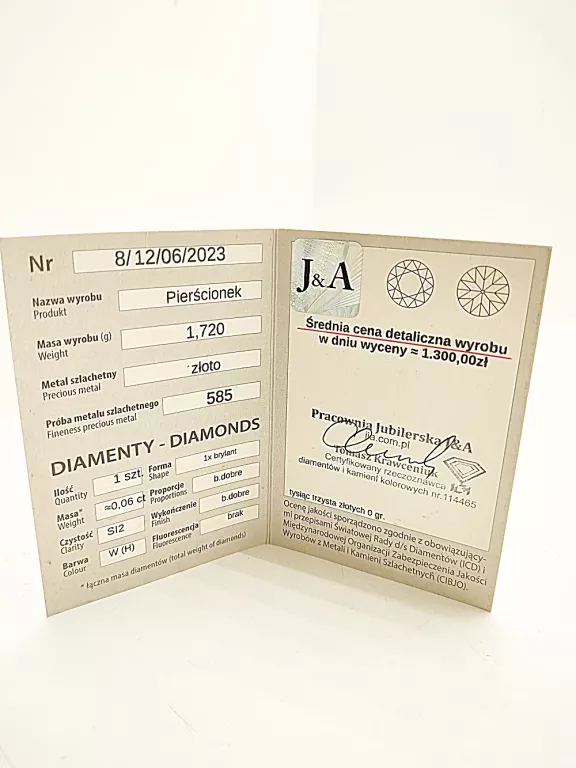 Nr 8/12/06/2023
Nazwa wyrobu Pierścionek
Produkt
Masa wyrobu (g) 1,720
Weight
Metal szlachetny złoto
Precious metal
Próba metalu szlachetnego 585
Fineness precious metal
DIAMENTY - DIAMONDS
Ilość 1 szt
Quantity
Masa* ≈0,06 ct
Weight
Czystość SI2
Clarity
Barwa W (H)
Colour
Forma 1x brylant
Shape
Proporcje b.dobre
Proportions
Wykończenie b.dobre
Finish
Fluorescencja brak
Fluorescence
* łączna masa diamentów (total weight of diamonds)
J&A
Średnia cena detaliczna wyrobu
w dniu wyceny ≈ 1.300,00zł
Pracownia Jubilerska J&A
jia.com.pl
Tomasz Krawceniuk
Certyfikowany rzeczoznawca
diamentów i kamieni kolorowych nr.114465
tysiąc trzysta złotych 0 gr.
Ocenę jakości sporządzono zgodnie z obowiązujący-
mi przepisami Światowej Rady d/s Diamentów (ICD) i
Międzynarodowej Organizacji Zabezpieczenia Jakości
Wyrobów z Metali i Kamieni Szlachetnych (CIBJO).